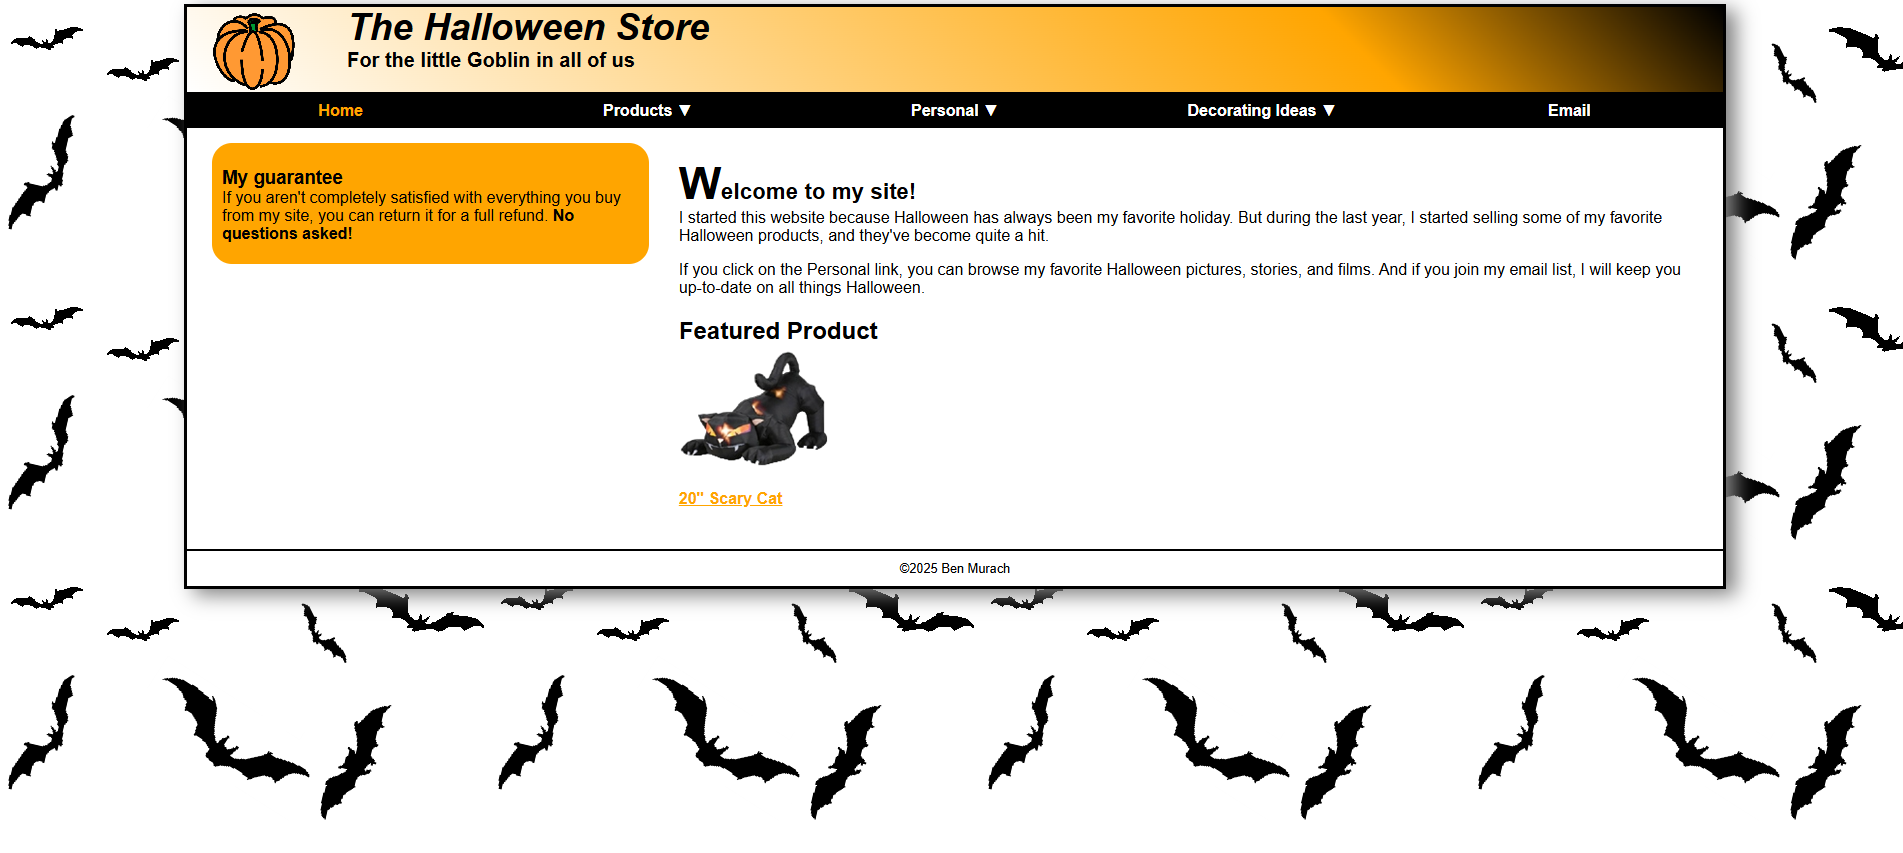 The Halloween Store
For the little Goblin in all of us
Home Products ▼ Personal ▼ Decorating Ideas ▼ Email
My guarantee
If you aren't completely satisfied with everything you buy
from my site, you can return it for a full refund. No
questions asked!
Welcome to my site!
I started this website because Halloween has always been my favorite holiday. But during the last year, I started selling some of my favorite
Halloween products, and they've become quite a hit.
If you click on the Personal link, you can browse my favorite Halloween pictures, stories, and films. And if you join my email list, I will keep you
up-to-date on all things Halloween.
Featured Product
20" Scary Cat
©2025 Ben Murach